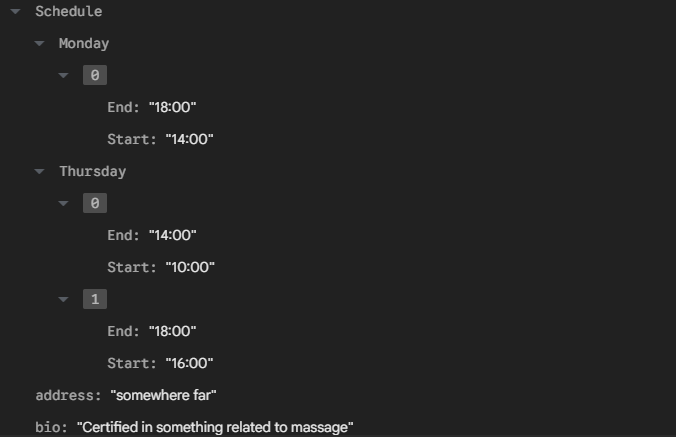 Schedule
Monday
0
End: "18:00"
Start: "14:00"
Thursday
0
End: "14:00"
Start: "10:00"
1
End: "18:00"
Start: "16:00"
address: "somewhere far"
bio: "Certified in something related to massage"